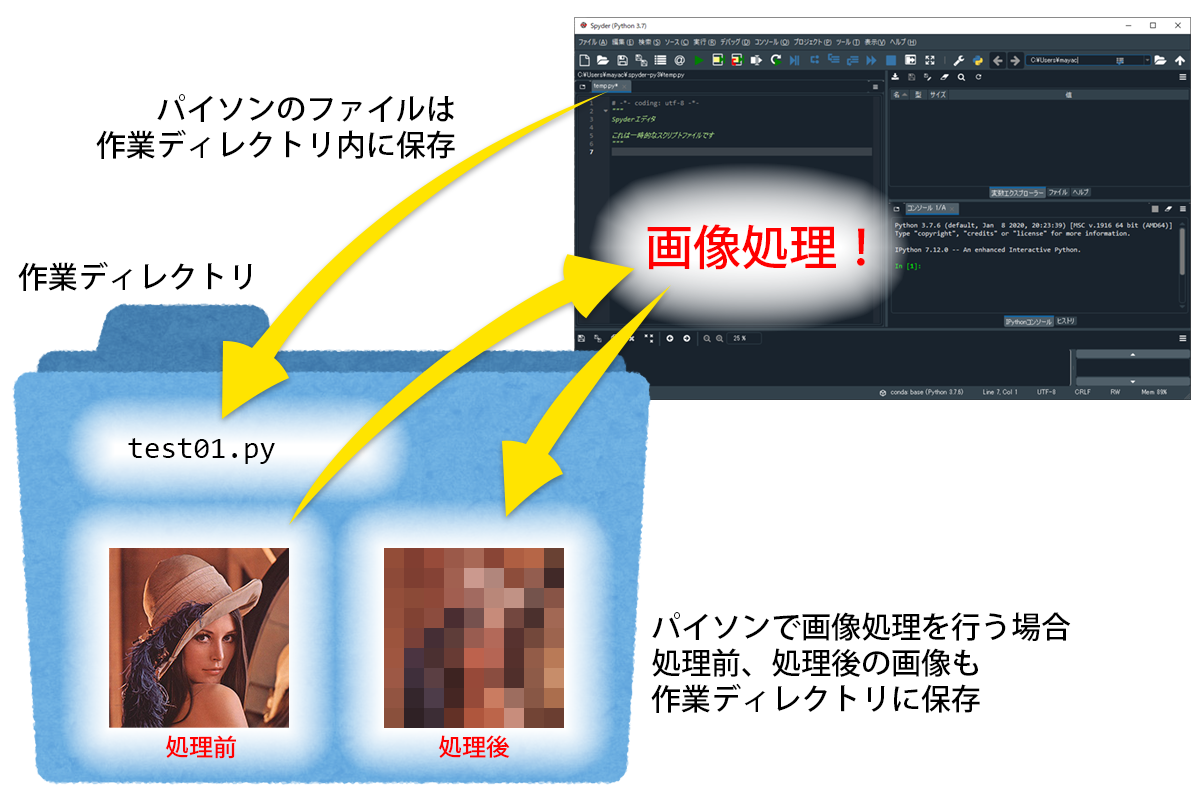 Spyder (Python 3.7)
ファイル(A) 編集(E) 検索(S) ソース(C) 実行(R) デバッグ(D) コンソール(O) プロジェクト(P) ツール(T) 表示(V) ヘルプ(H)
C:¥Users¥mayac¥
C:¥Users¥mayac¥.spyder-py3¥temp.py
temp.py*
1 # -*- coding: utf-8 -*-
2 """
3 Spyderエディタ
4
5 これは一時的なスクリプトファイルです
6 """
7
名 型 サイズ 値
変数エクスプローラー ファイル ヘルプ
コンソール 1/A
Python 3.7.6 (default, Jan 8 2020, 20:23:39) [MSC v.1916 64 bit (AMD64)]
Type "copyright", "credits" or "license" for more information.
IPython 7.12.0 -- An enhanced Interactive Python.
In [1]:
IPythonコンソール ヒストリ
25 %
conda: base (Python 3.7.6) Line 7, Col 1 UTF-8 CRLF RW Mem 89%
パイソンのファイルは
作業ディレクトリ内に保存
画像処理！
作業ディレクトリ
test01.py
処理前
処理後
パイソンで画像処理を行う場合
処理前、処理後の画像も
作業ディレクトリに保存